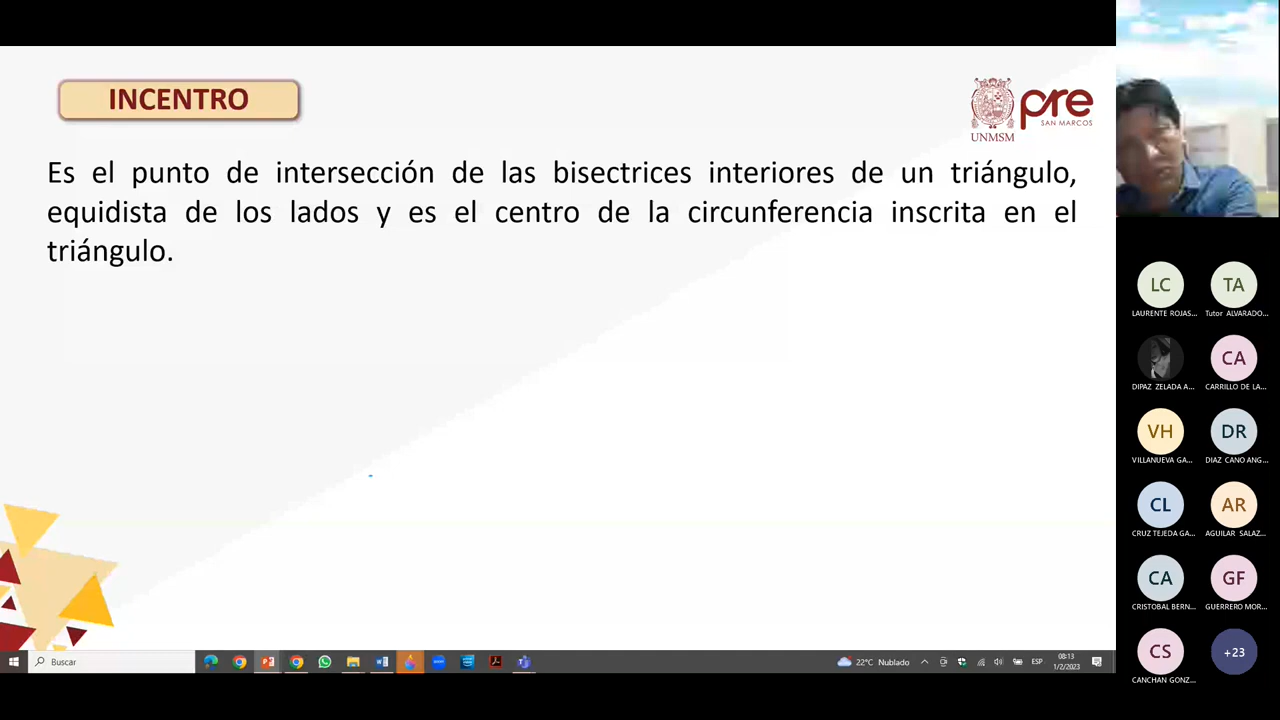 INCENTRO
UNMSM
pre
SAN MARCOS
Es el punto de intersección de las bisectrices interiores de un triángulo,
equidista de los lados y es el centro de la circunferencia inscrita en el
triángulo.
LC
LAURENTE ROJAS...
TA
Tutor ALVARADO...
DIPAZ ZELADA A...
CA
CARRILLO DE LA...
VH
VILLANUEVA GA...
DR
DIAZ CANO ANG...
CL
CRUZ TEJEDA GA...
AR
AGUILAR SALAZ...
CA
CRISTOBAL BERN...
GF
GUERRERO MOR...
CS
CANCHAN GONZ...
+23
Buscar
22°C Nublado
ESP
08:13
1/2/2023